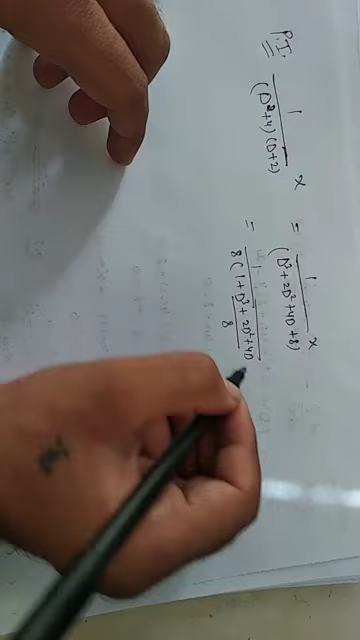 P.I. = 1/((D²+4)(D+2)) x
= 1/((D³+2D²+4D+8)) x
= 1/(8(1+(D³+2D²+4D)/8